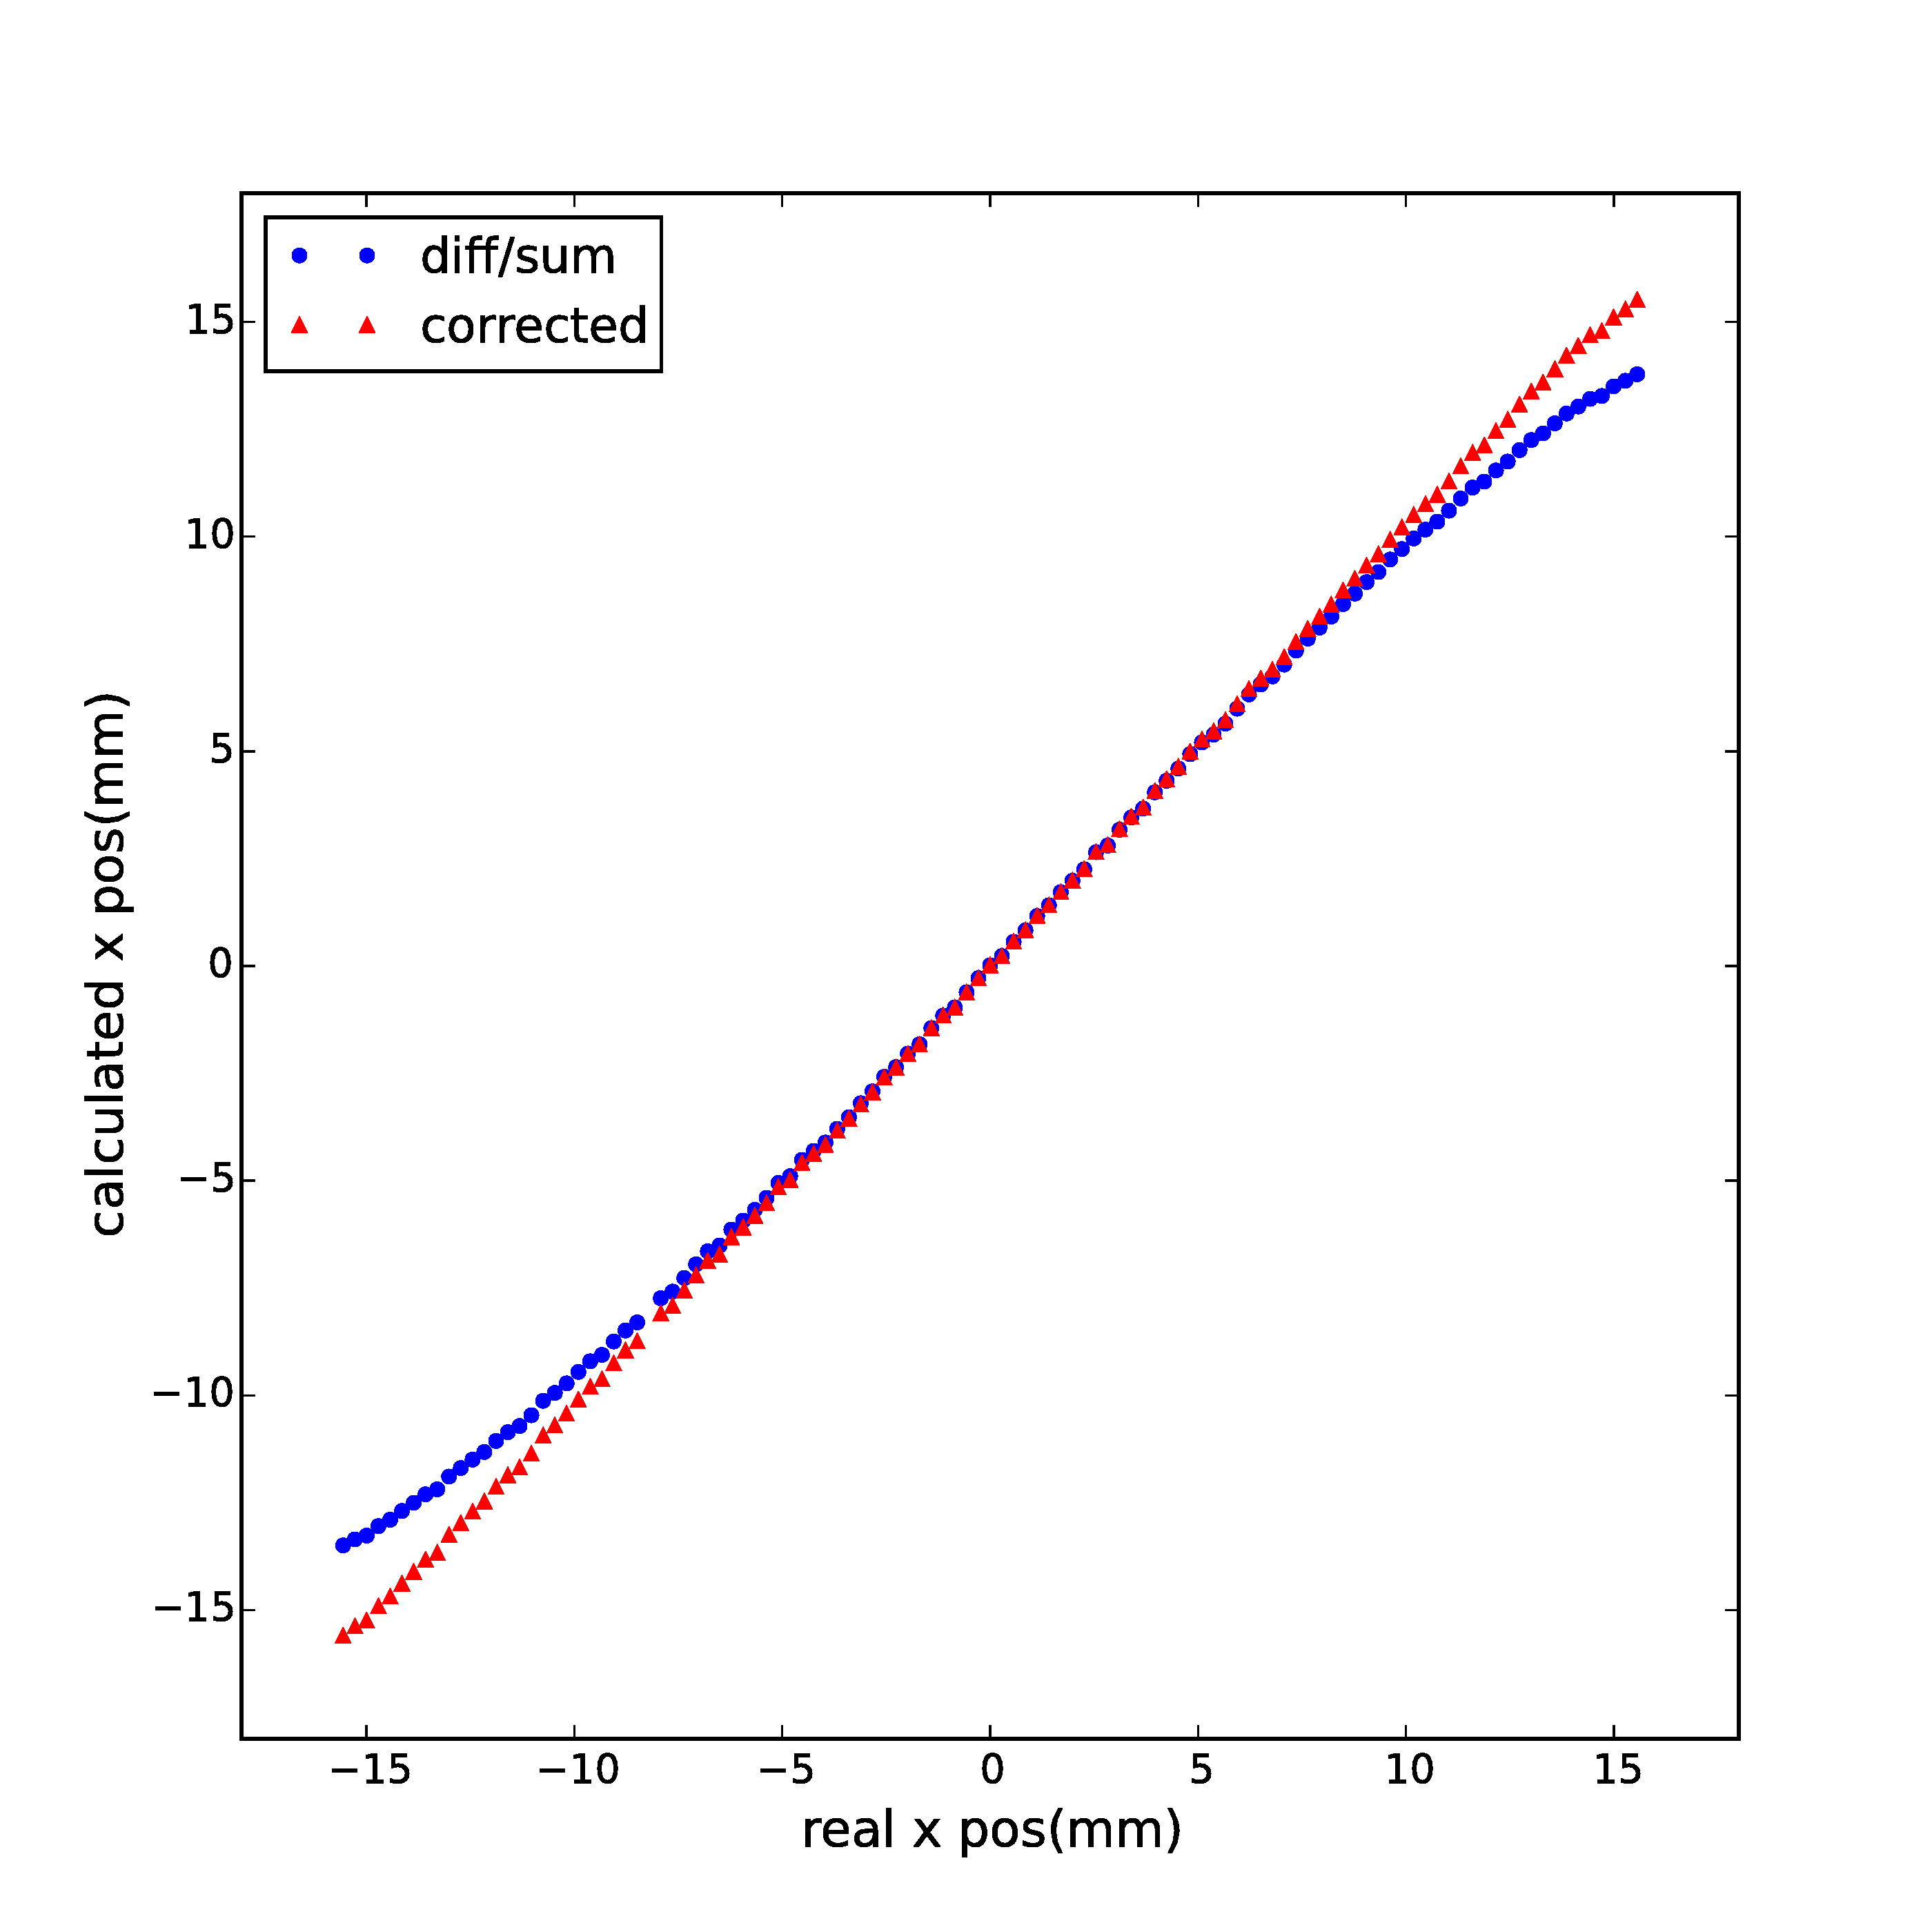 diff/sum
corrected
15
10
5
0
−5
−10
−15
calculated x pos(mm)
−15 −10 −5 0 5 10 15
real x pos(mm)